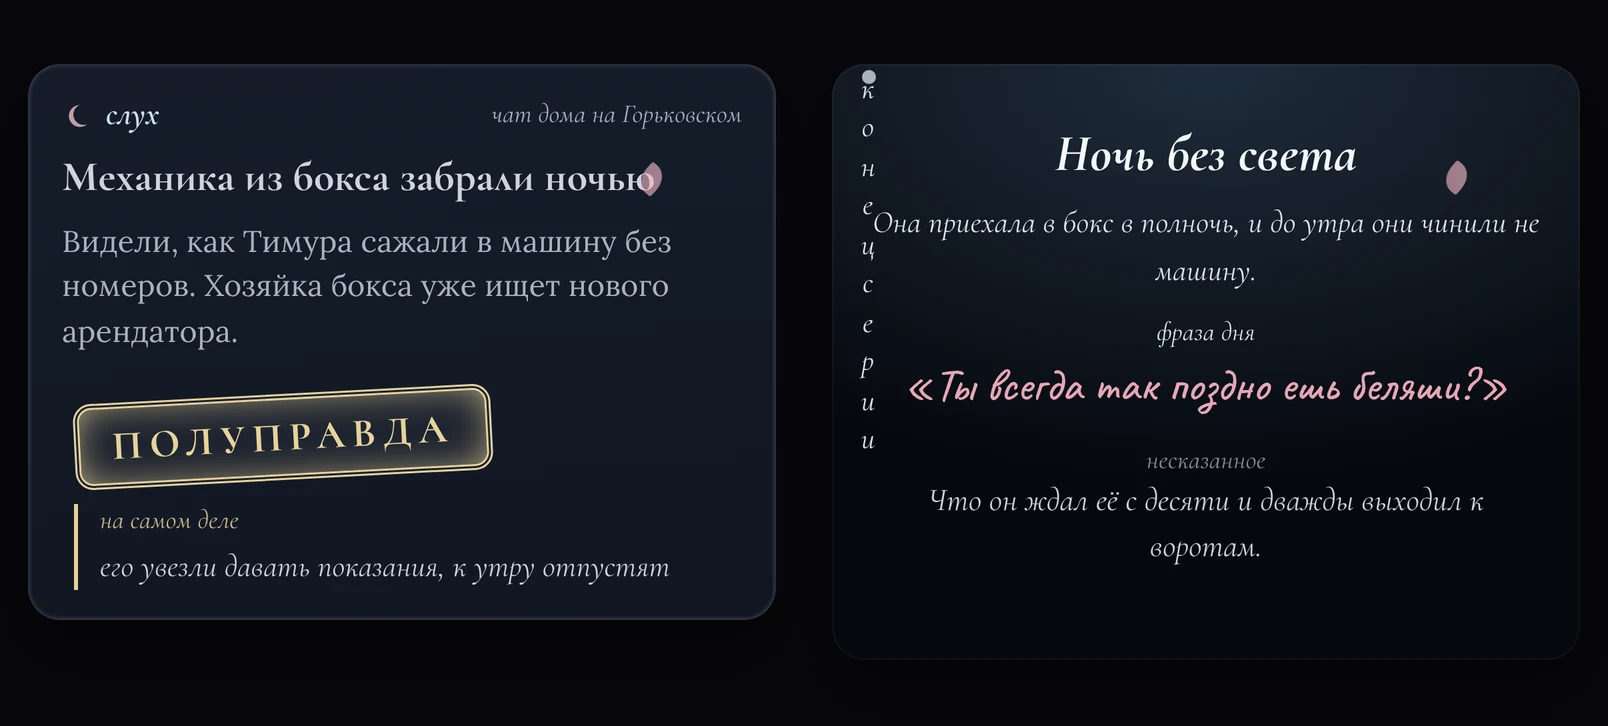 слух
чат дома на Горьковском
Механика из бокса забрали ночью
Видели, как Тимура сажали в машину без
номеров. Хозяйка бокса уже ищет нового
арендатора.
ПОЛУПРАВДА
на самом деле
его увезли давать показания, к утру отпустят
конец серии
Ночь без света
Она приехала в бокс в полночь, и до утра они чинили не
машину.
фраза дня
«Ты всегда так поздно ешь беляши?»
несказанное
Что он ждал её с десяти и дважды выходил к
воротам.